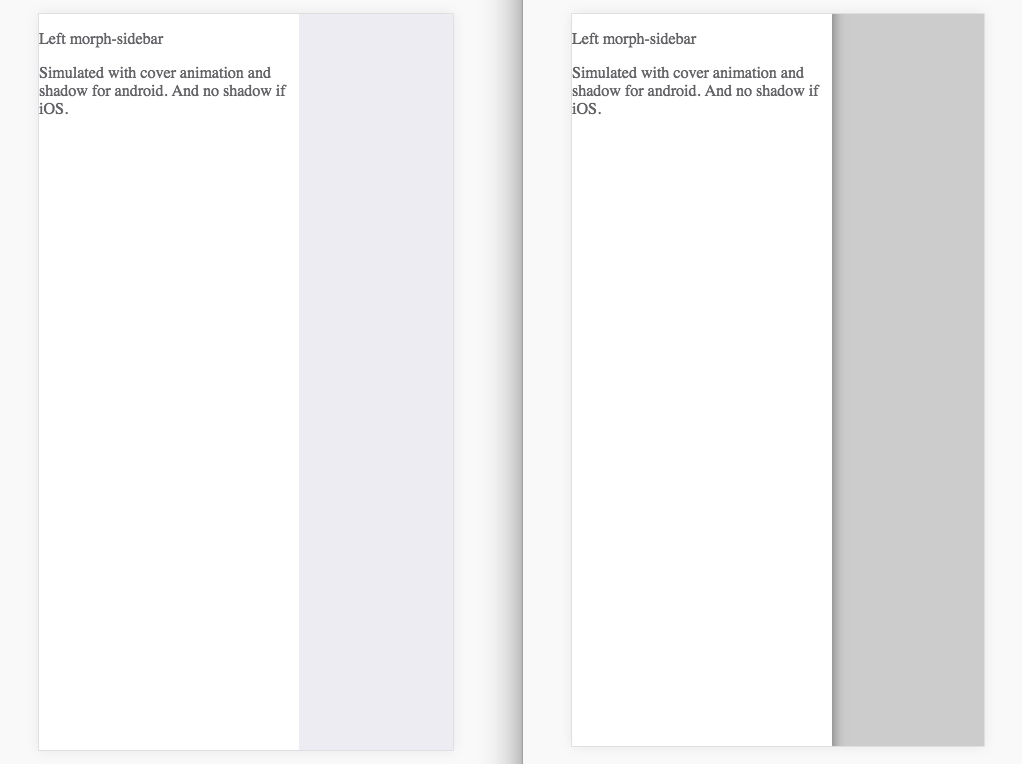 Left morph-sidebar
Simulated with cover animation and
shadow for android. And no shadow if
iOS.
Left morph-sidebar
Simulated with cover animation and
shadow for android. And no shadow if
iOS.